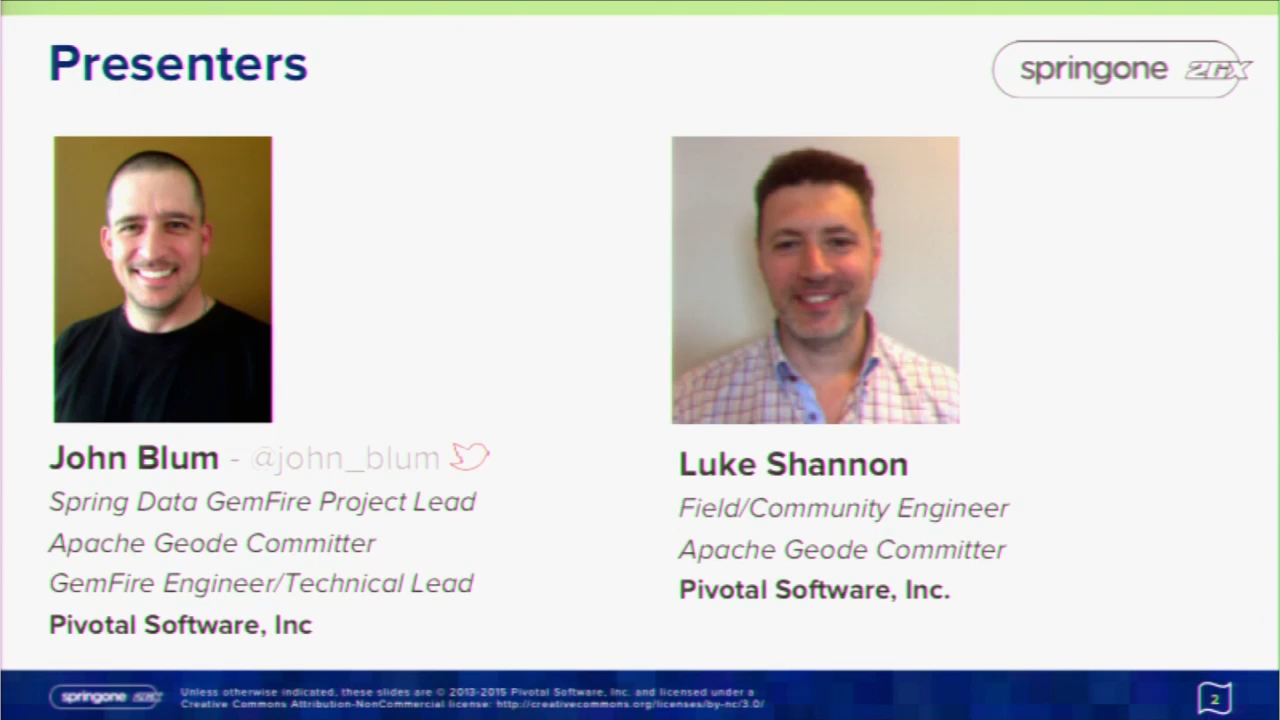 Presenters
springone 2GX
John Blum - @john_blum
Spring Data GemFire Project Lead
Apache Geode Committer
GemFire Engineer/Technical Lead
Pivotal Software, Inc
Luke Shannon
Field/Community Engineer
Apache Geode Committer
Pivotal Software, Inc.
springone 2GX
Unless otherwise indicated, these slides are © 2013-2015 Pivotal Software, Inc. and licensed under a
Creative Commons Attribution-NonCommercial license: http://creativecommons.org/licenses/by-nc/3.0/
2